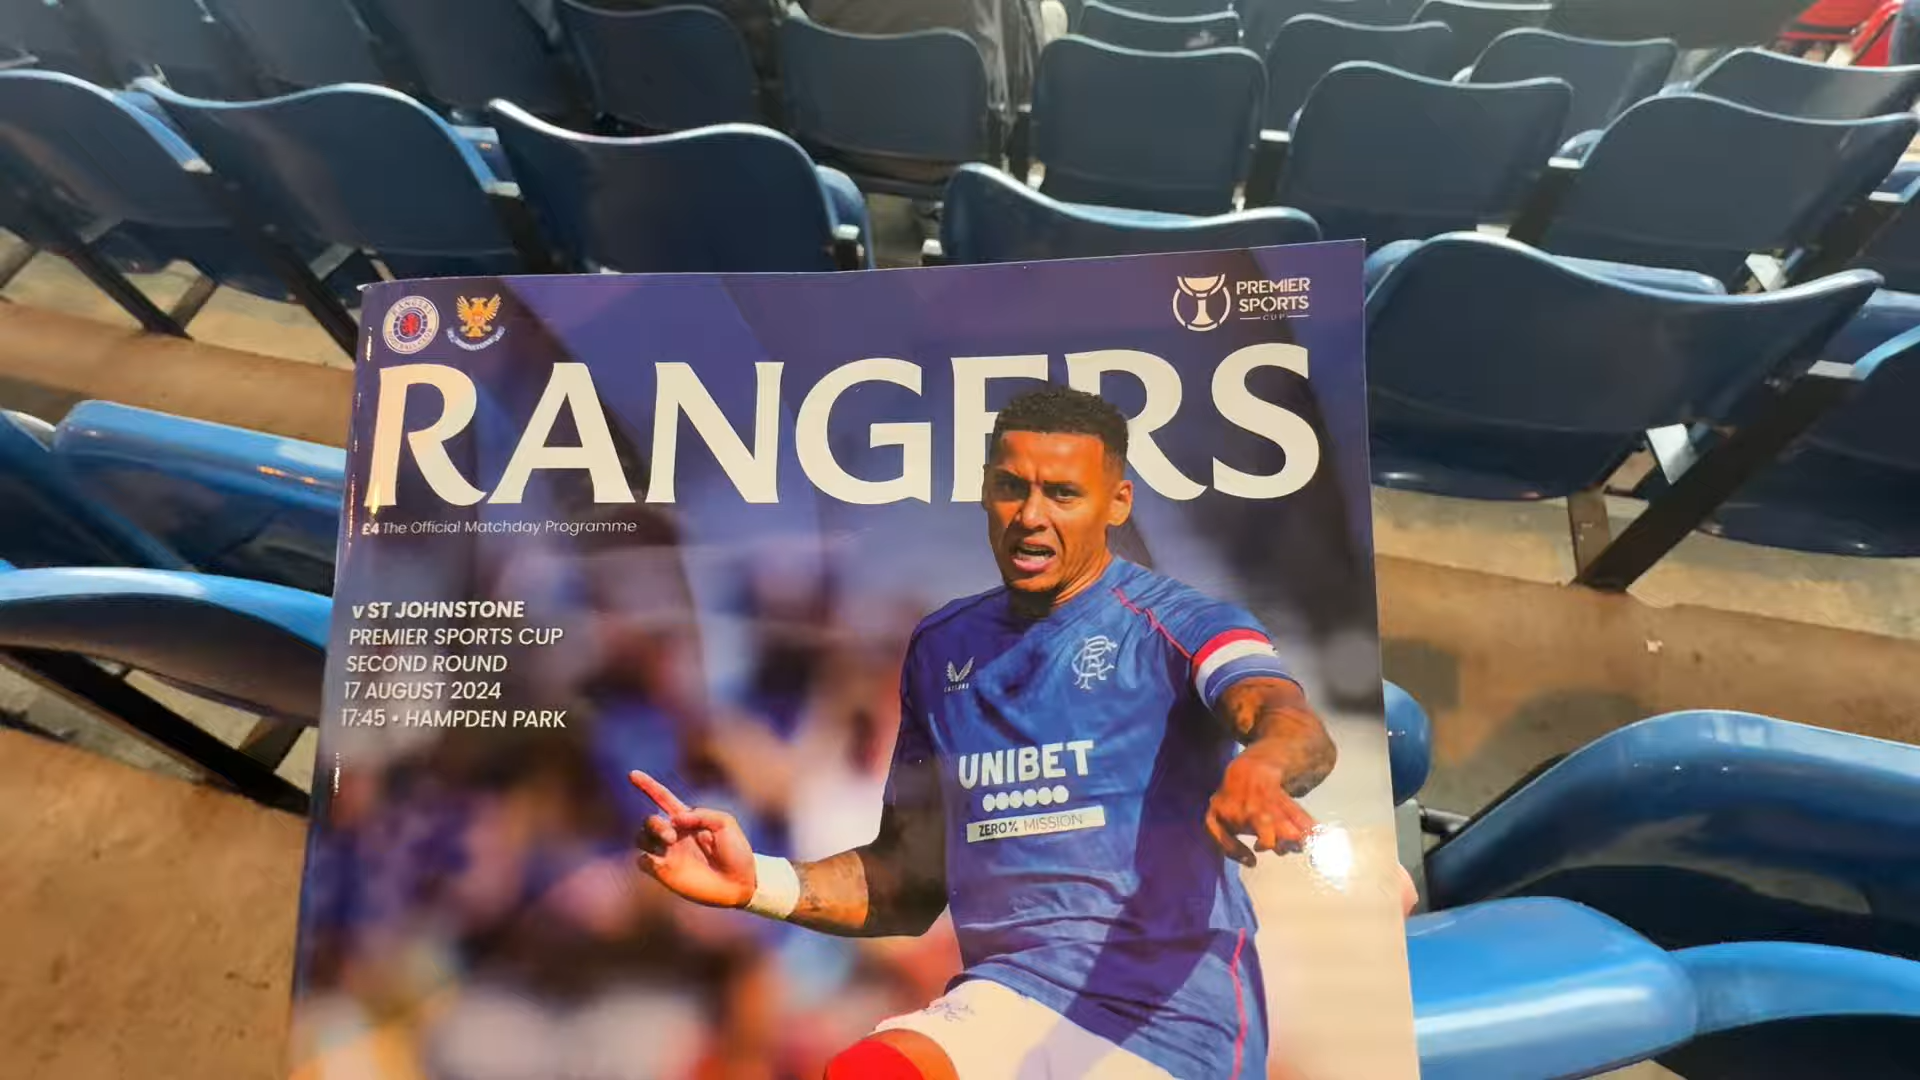 PREMIER
SPORTS
CUP
RANGERS
£4 The Official Matchday Programme
v ST JOHNSTONE
PREMIER SPORTS CUP
SECOND ROUND
17 AUGUST 2024
17:45 • HAMPDEN PARK
UNIBET
ZERO% MISSION